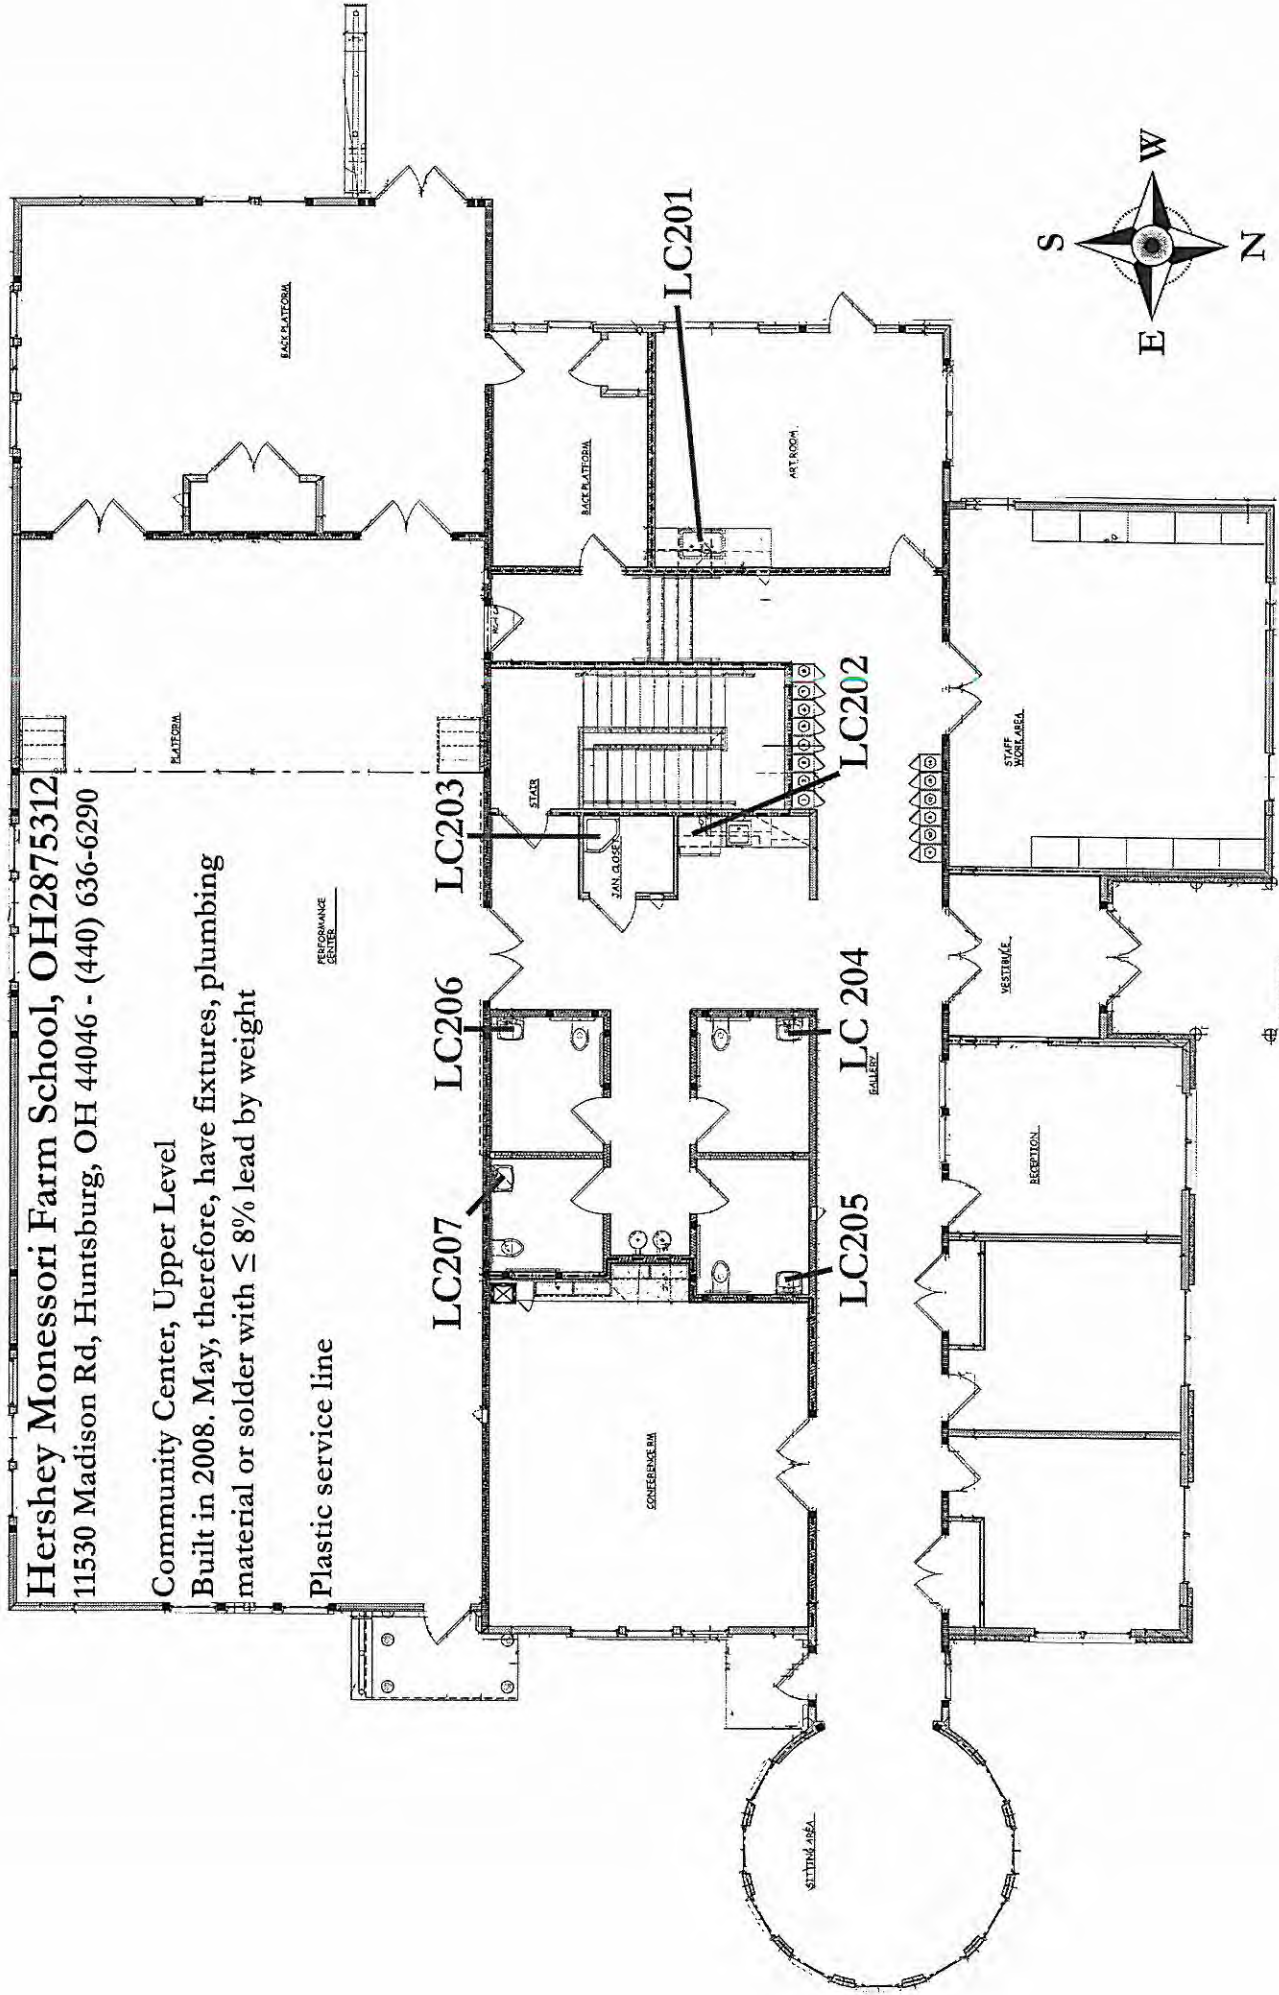 Hershey Monessori Farm School, OH2875312
11530 Madison Rd, Huntsburg, OH 44046 - (440) 636-6290
Community Center, Upper Level
Built in 2008. May, therefore, have fixtures, plumbing
material or solder with ≤ 8% lead by weight
Plastic service line
PERFORMANCE
CENTER
PLATFORM
BACK PLATFORM
LC207
LC206
LC203
STAIR
BACK PLATFORM
LC201
JAN. CLOSET
CONFERENCE RM
ART ROOM
LC205
LC 204
LC202
GALLERY
SITTING AREA
RECEPTION
VESTIBULE
STAFF
WORK AREA
S
E
W
N